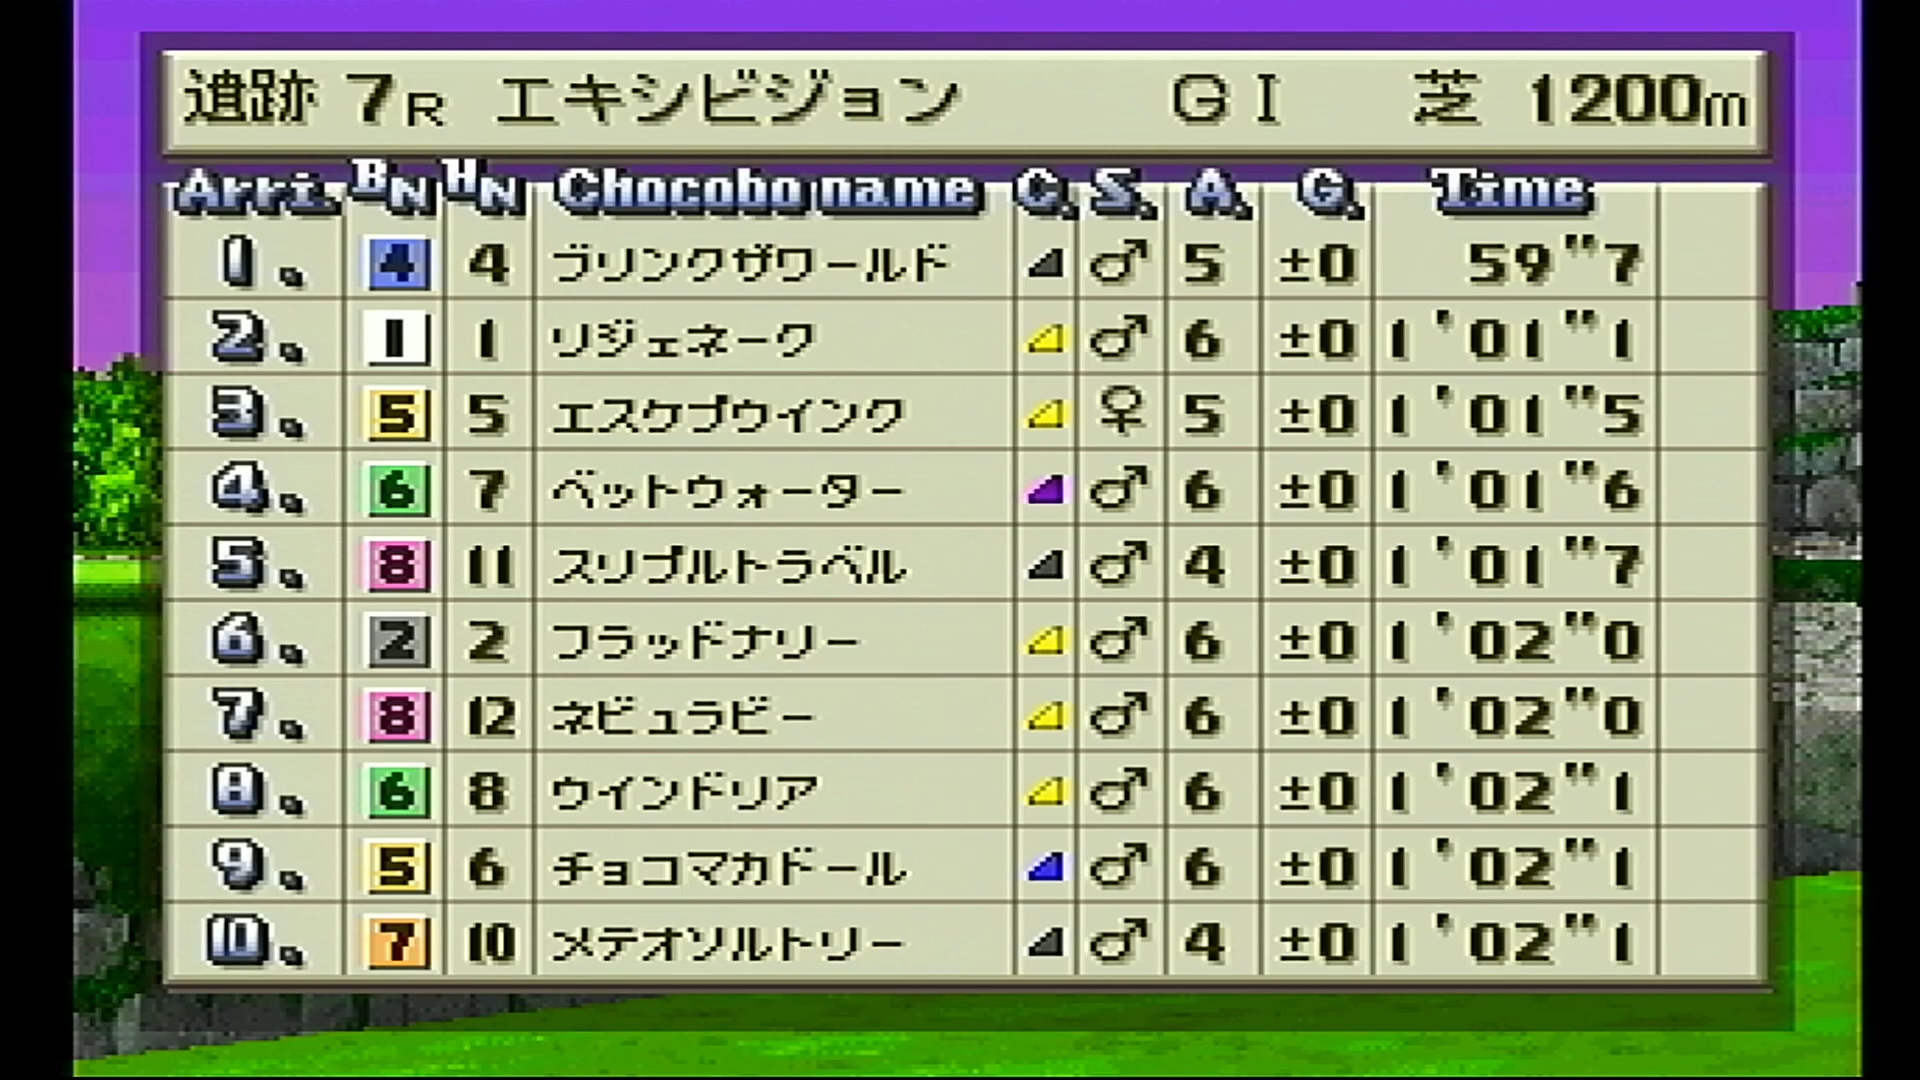 遺跡 7R エキシビジョン GI 芝 1200m
Arri. BN HN Chocobo name C. S. A. G. Time
1. 4 4 ブリンクザワールド ♂ 5 ±0 59"7
2. 1 1 リジェネーク ♂ 6 ±0 1'01"1
3. 5 5 エスケプウインク ♀ 5 ±0 1'01"5
4. 6 7 ベットウォーター ♂ 6 ±0 1'01"6
5. 8 11 スリプルトラベル ♂ 4 ±0 1'01"7
6. 2 2 フラッドナリー ♂ 6 ±0 1'02"0
7. 8 12 ネビュラビー ♂ 6 ±0 1'02"0
8. 6 8 ウインドリア ♂ 6 ±0 1'02"1
9. 5 6 チョコマカドール ♂ 6 ±0 1'02"1
10. 7 10 メテオソルトリー ♂ 4 ±0 1'02"1